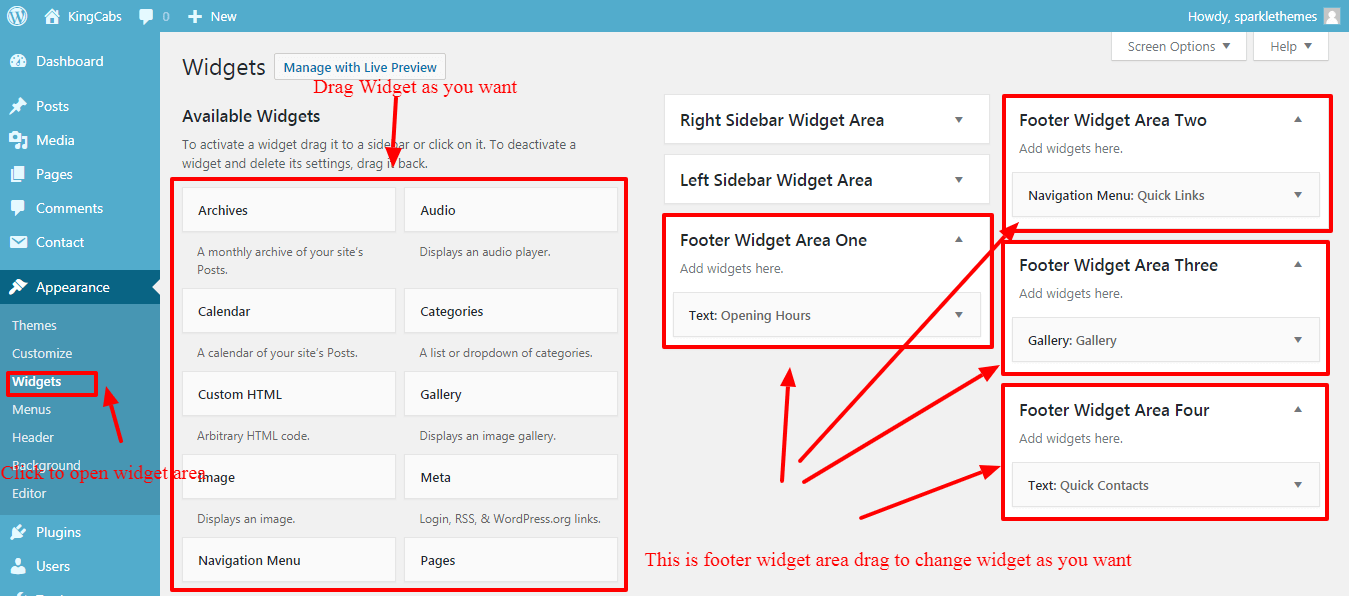 KingCabs 0 New Howdy, sparklethemes
Screen Options Help
Dashboard
Posts
Media
Pages
Comments
Contact
Appearance
Themes
Customize
Widgets
Menus
Header
Background
Editor
Plugins
Users
Click to open widget area
Widgets Manage with Live Preview
Drag Widget as you want
Available Widgets
To activate a widget drag it to a sidebar or click on it. To deactivate a
widget and delete its settings, drag it back.
Archives Audio
A monthly archive of your site's Displays an audio player.
Posts.
Calendar Categories
A calendar of your site's Posts. A list or dropdown of categories.
Custom HTML Gallery
Arbitrary HTML code. Displays an image gallery.
Image Meta
Displays an image. Login, RSS, & WordPress.org links.
Navigation Menu Pages
Right Sidebar Widget Area
Left Sidebar Widget Area
Footer Widget Area One
Add widgets here.
Text: Opening Hours
Footer Widget Area Two
Add widgets here.
Navigation Menu: Quick Links
Footer Widget Area Three
Add widgets here.
Gallery: Gallery
Footer Widget Area Four
Add widgets here.
Text: Quick Contacts
This is footer widget area drag to change widget as you want